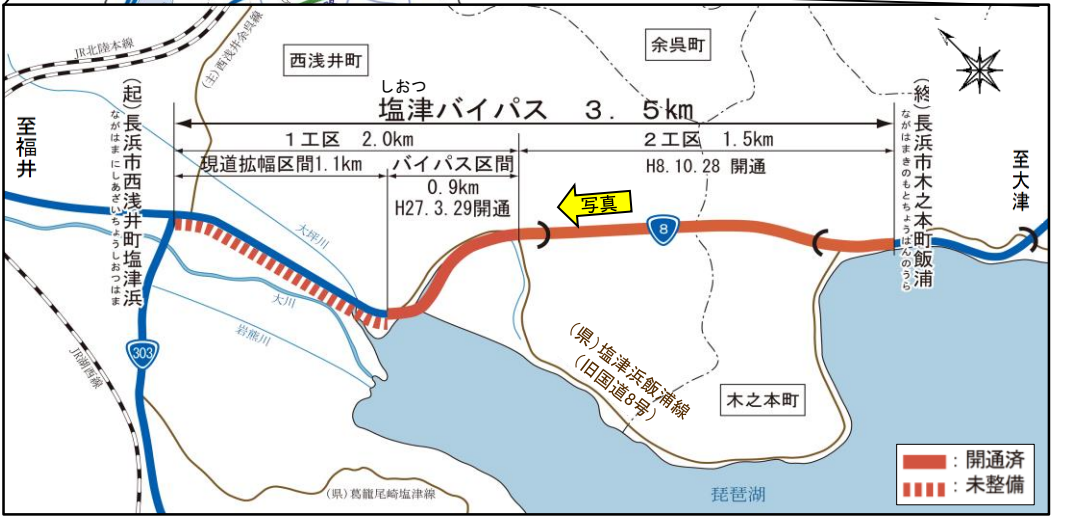 JR北陸本線
(主)西浅井余呉線
西浅井町
余呉町
しおつ
塩津バイパス 3.5km
1工区 2.0km
2工区 1.5km
現道拡幅区間1.1km
バイパス区間
0.9km
H27.3.29開通
H8.10.28 開通
至福井
(起)長浜市西浅井町塩津浜
ながはまにしあざいちょうしおつはま
(終)長浜市木之本町飯浦
ながはまきのもとちょうはんのうら
至大津
写真
8
大坪川
大川
岩熊川
303
JR湖西線
(県)塩津浜飯浦線
(旧国道8号)
木之本町
(県)葛籠尾崎塩津線
琵琶湖
:開通済
:未整備